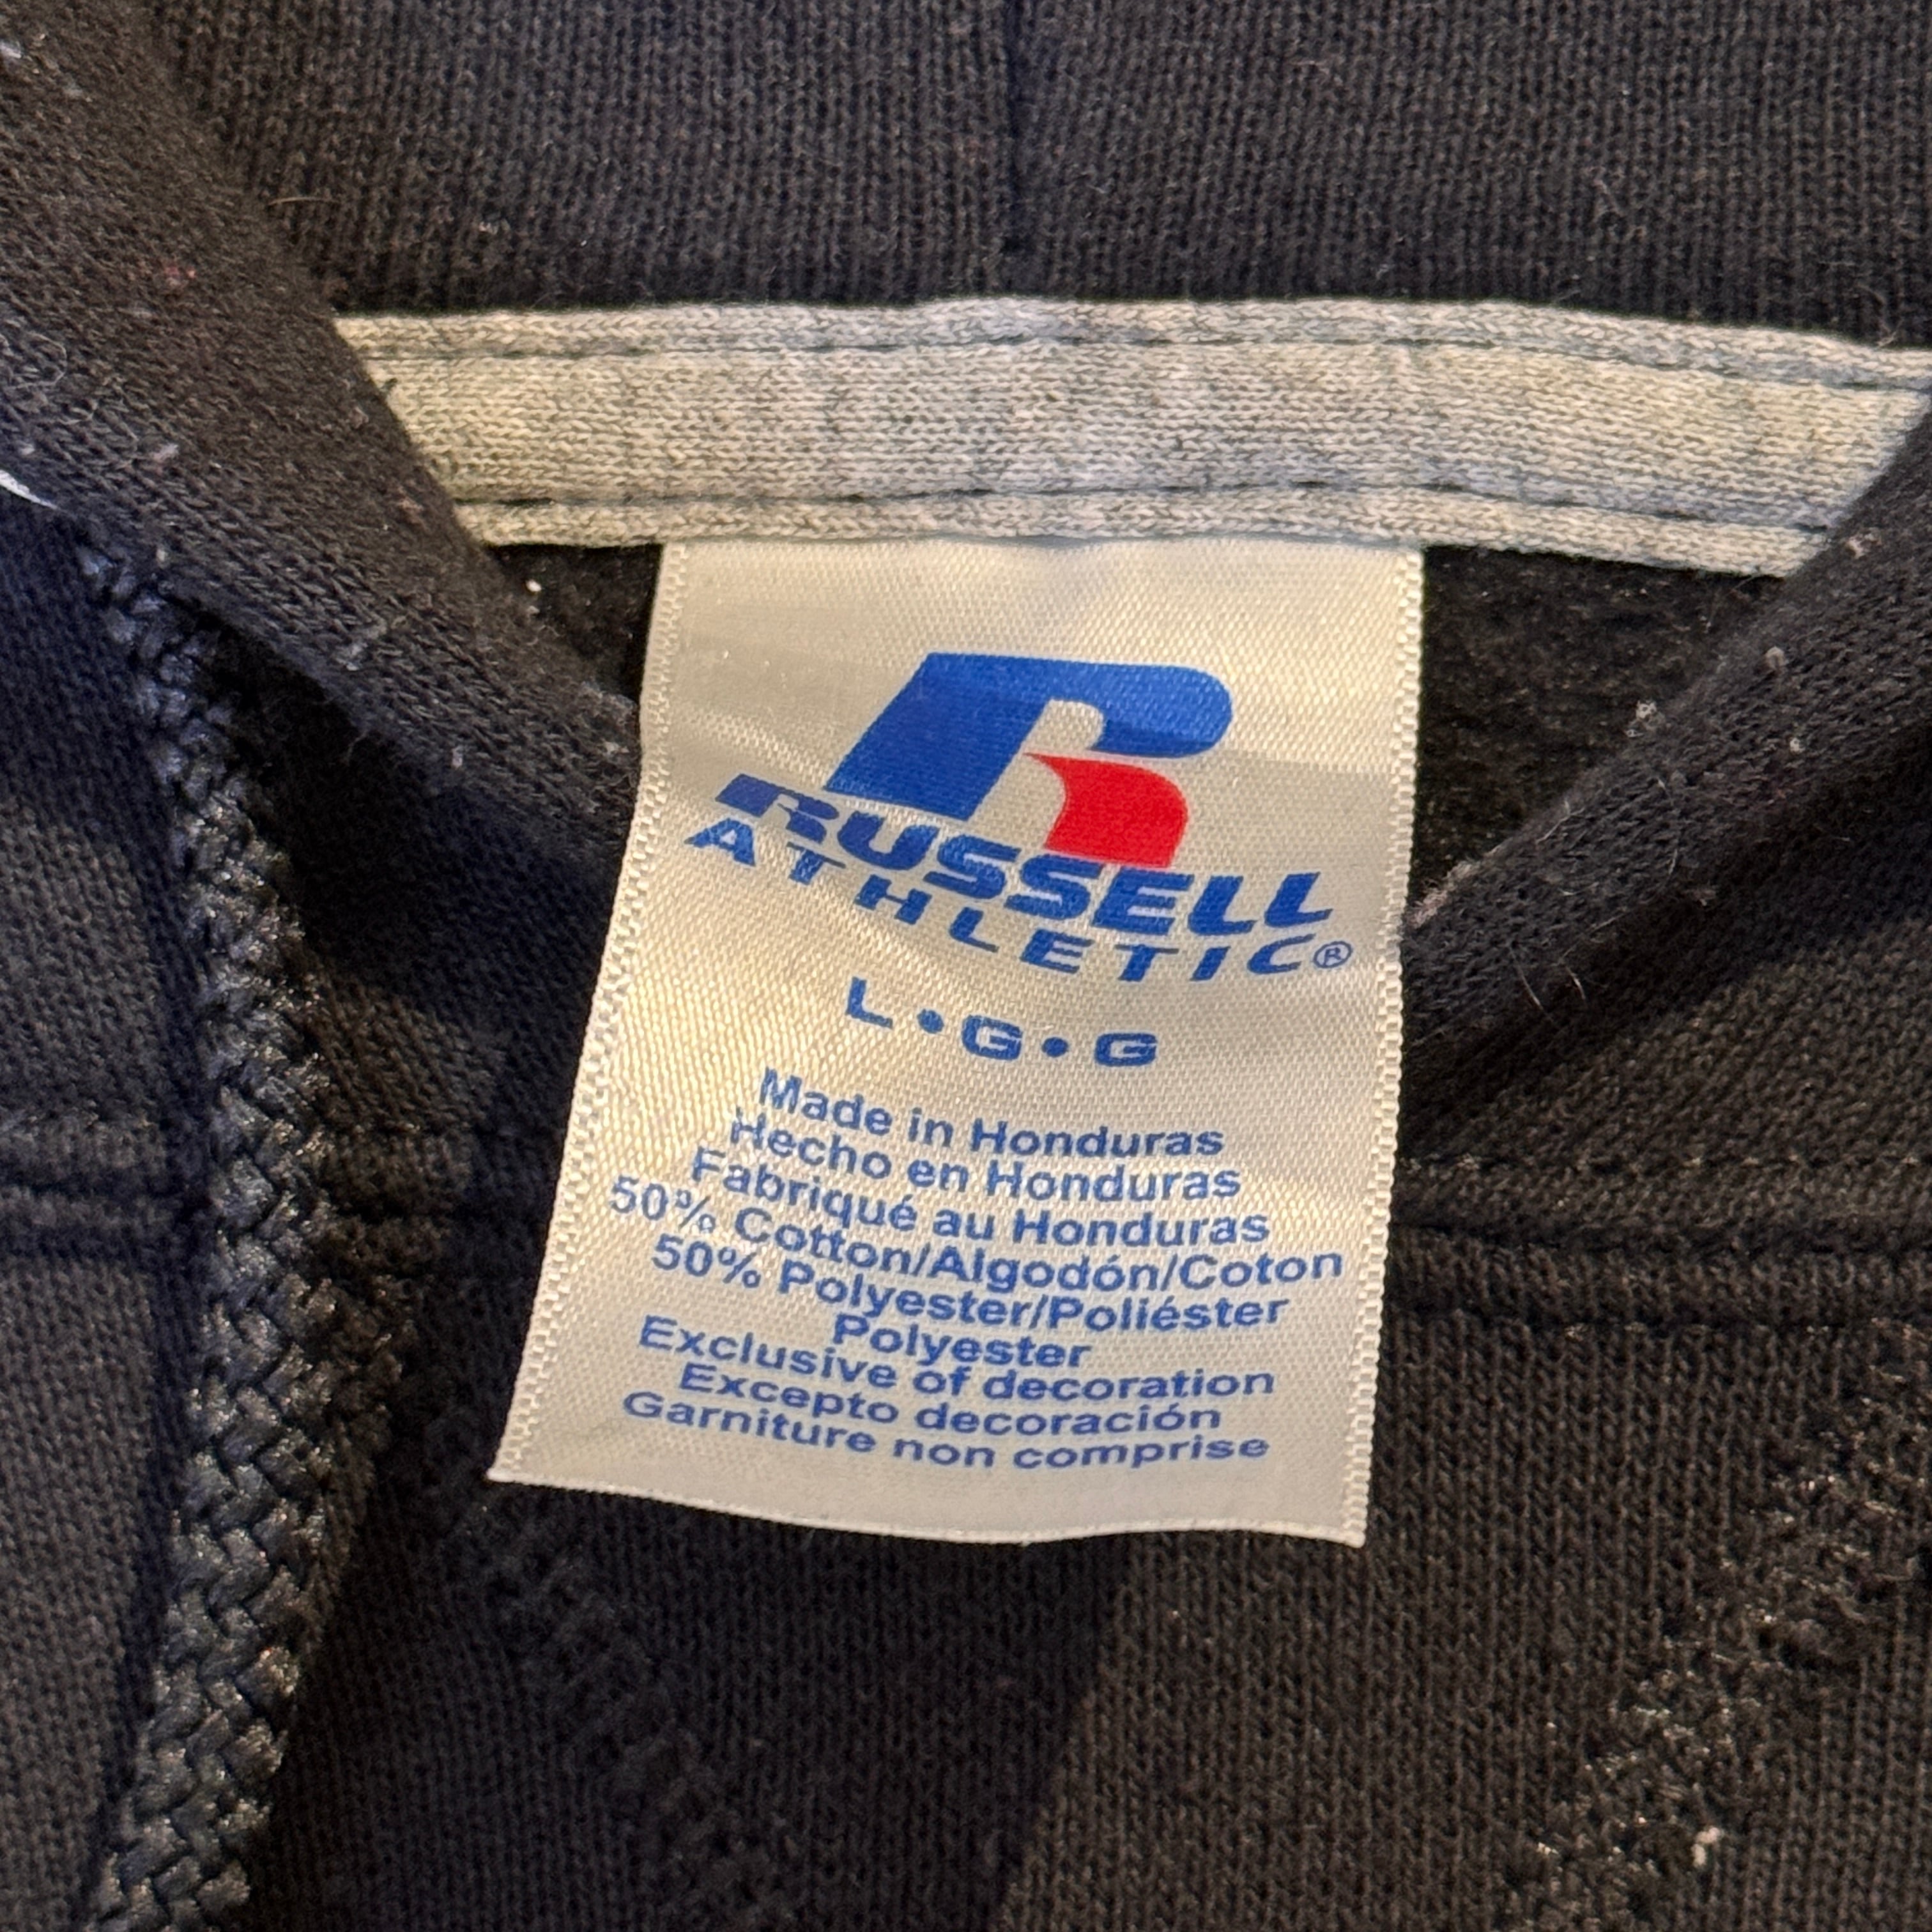 RUSSELL
ATHLETIC®
L•G•G
Made in Honduras
Hecho en Honduras
Fabriqué au Honduras
50% Cotton/Algodón/Coton
50% Polyester/Poliéster
Polyester
Exclusive of decoration
Excepto decoración
Garniture non comprise